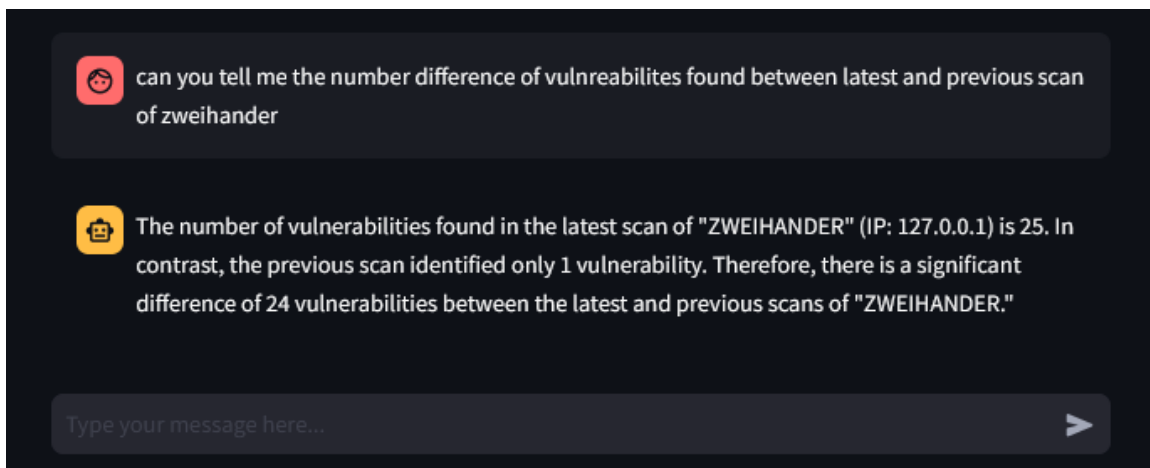 can you tell me the number difference of vulnreabilites found between latest and previous scan
of zweihander
The number of vulnerabilities found in the latest scan of "ZWEIHANDER" (IP: 127.0.0.1) is 25. In
contrast, the previous scan identified only 1 vulnerability. Therefore, there is a significant
difference of 24 vulnerabilities between the latest and previous scans of "ZWEIHANDER."
Type your message here...